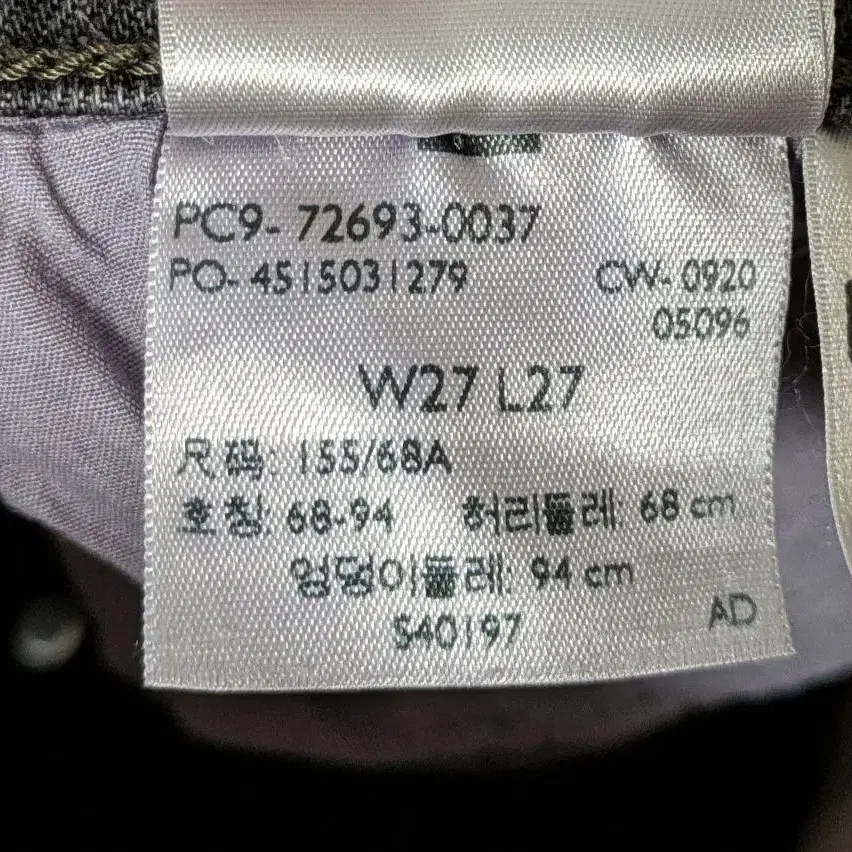 PC9- 72693-0037
PO- 4515031279 CW- 0920
05096
W27 L27
尺码: 155/68A
호칭: 68-94 허리둘레: 68 cm
엉덩이둘레: 94 cm
S40197 AD